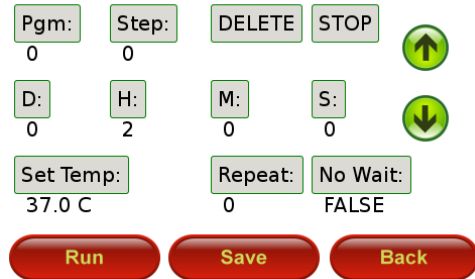 Pgm: Step: DELETE STOP
0 0
D: H: M: S:
0 2 0 0
Set Temp: Repeat: No Wait:
37.0 C 0 FALSE
Run Save Back